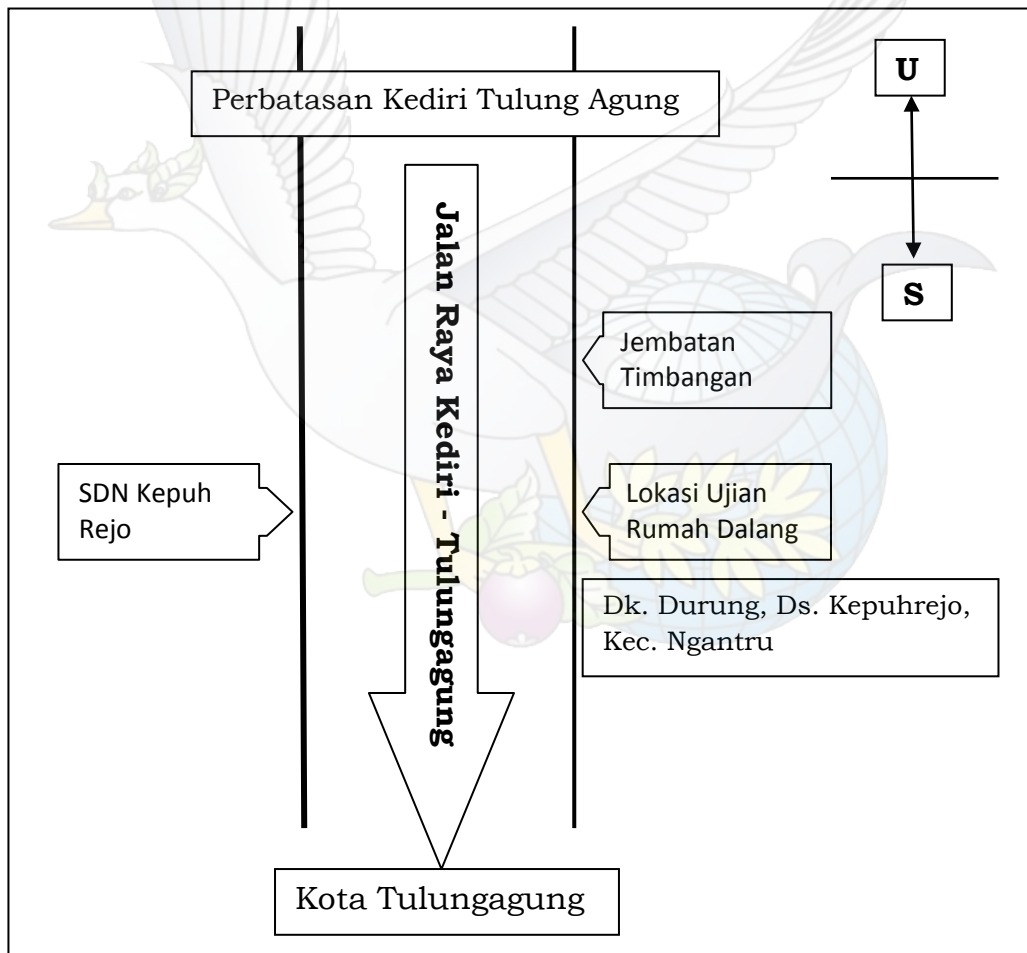 Perbatasan Kediri Tulung Agung
U
S
Jalan Raya Kediri - Tulungagung
Jembatan
Timbangan
SDN Kepuh
Rejo
Lokasi Ujian
Rumah Dalang
Dk. Durung, Ds. Kepuhrejo,
Kec. Ngantru
Kota Tulungagung